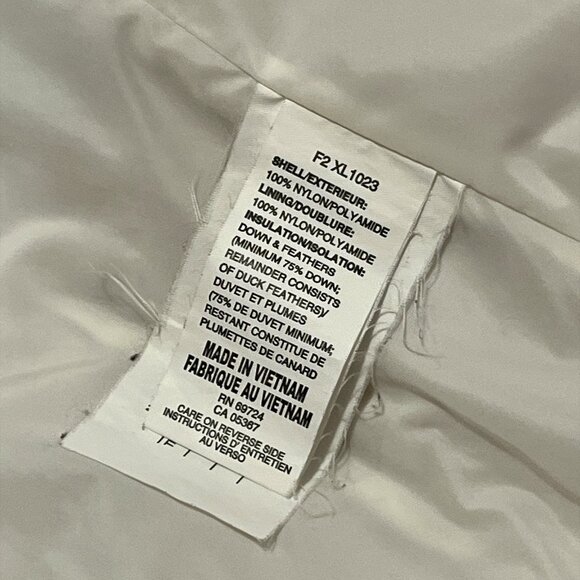 F2 XL1023
SHELL/EXTERIEUR:
100% NYLON/POLYAMIDE
LINING/DOUBLURE:
100% NYLON/POLYAMIDE
INSULATION/ISOLATION:
DOWN & FEATHERS
(MINIMUM 75% DOWN;
REMAINDER CONSISTS
OF DUCK FEATHERS)/
DUVET ET PLUMES
(75% DE DUVET MINIMUM;
RESTANT CONSTITUE DE
PLUMETTES DE CANARD
MADE IN VIETNAM
FABRIQUE AU VIETNAM
RN 69724
CA 05367
CARE ON REVERSE SIDE
INSTRUCTIONS D' ENTRETIEN
AU VERSO